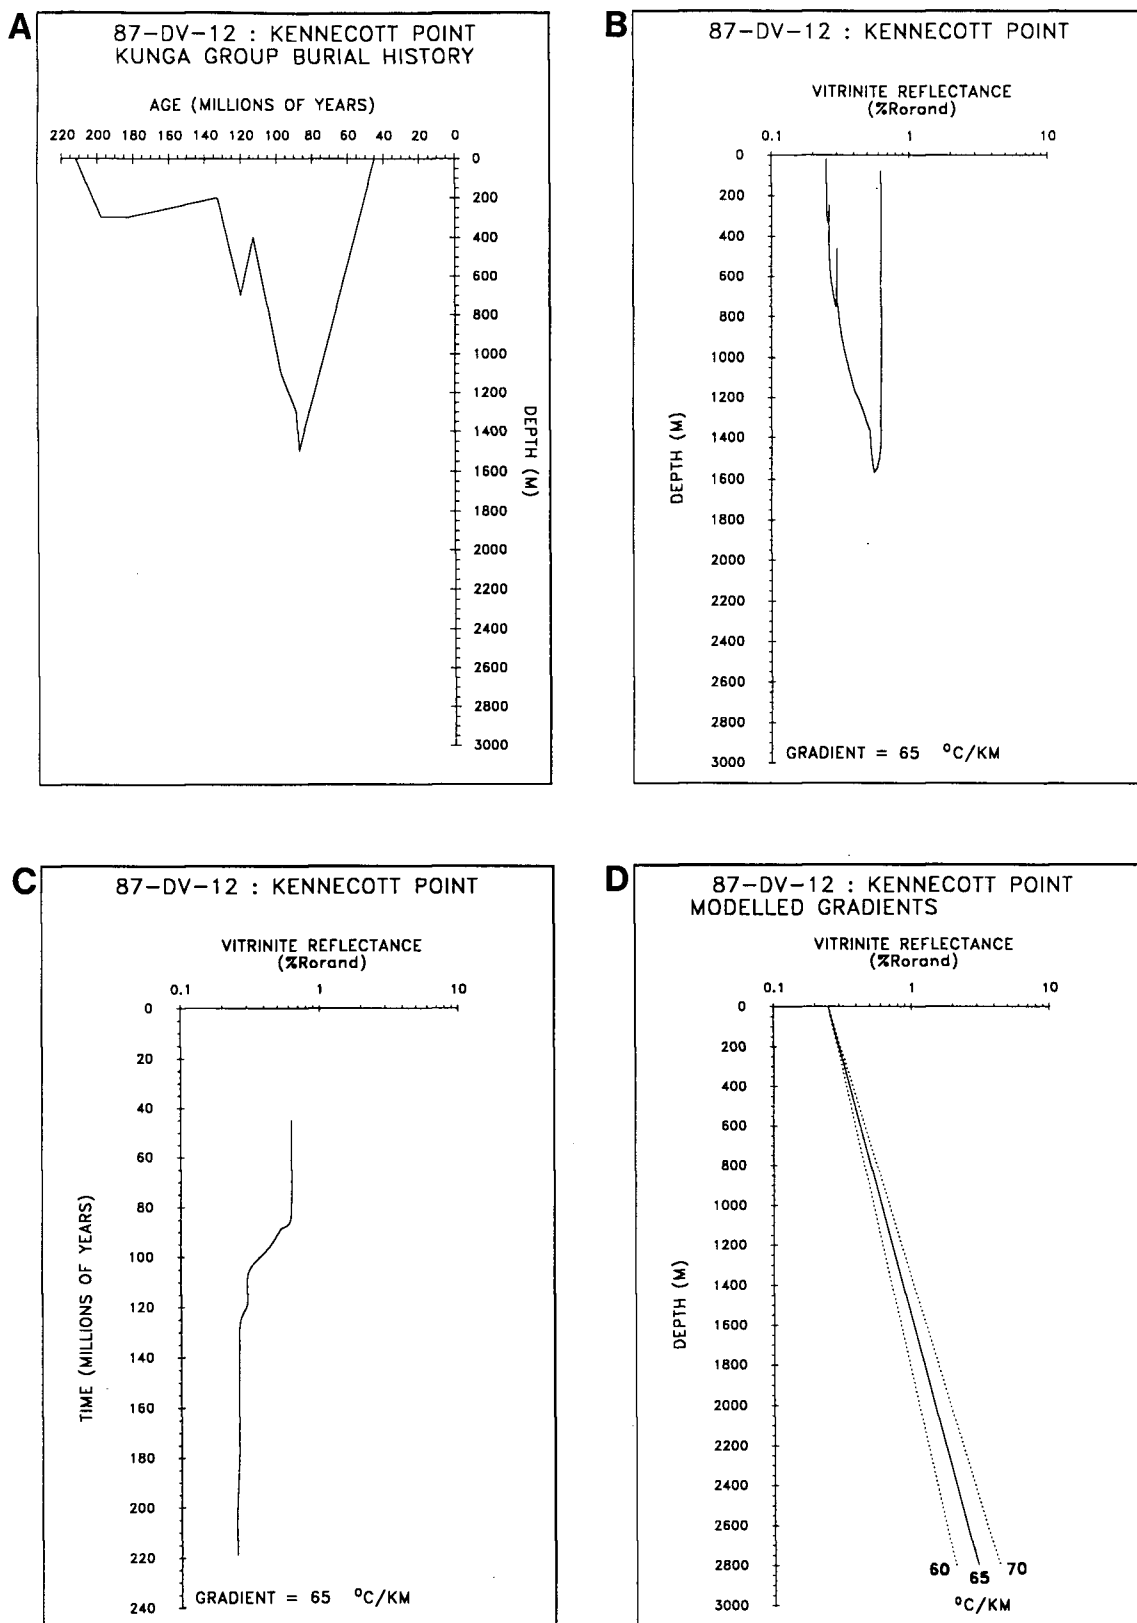 A
87-DV-12 : KENNECOTT POINT
KUNGA GROUP BURIAL HISTORY
AGE (MILLIONS OF YEARS)
220 200 180 160 140 120 100 80 60 40 20 0
0
200
400
600
800
1000
1200
1400
1600
1800
2000
2200
2400
2600
2800
3000
DEPTH (M)
B
87-DV-12 : KENNECOTT POINT
VITRINITE REFLECTANCE
(%Rorand)
0.1 1 10
0
200
400
600
800
1000
1200
1400
1600
1800
2000
2200
2400
2600
2800
3000
DEPTH (M)
GRADIENT = 65 °C/KM
C
87-DV-12 : KENNECOTT POINT
VITRINITE REFLECTANCE
(%Rorand)
0.1 1 10
0
20
40
60
80
100
120
140
160
180
200
220
240
TIME (MILLIONS OF YEARS)
GRADIENT = 65 °C/KM
D
87-DV-12 : KENNECOTT POINT
MODELLED GRADIENTS
VITRINITE REFLECTANCE
(%Rorand)
0.1 1 10
0
200
400
600
800
1000
1200
1400
1600
1800
2000
2200
2400
2600
2800
3000
DEPTH (M)
60 65 70
°C/KM